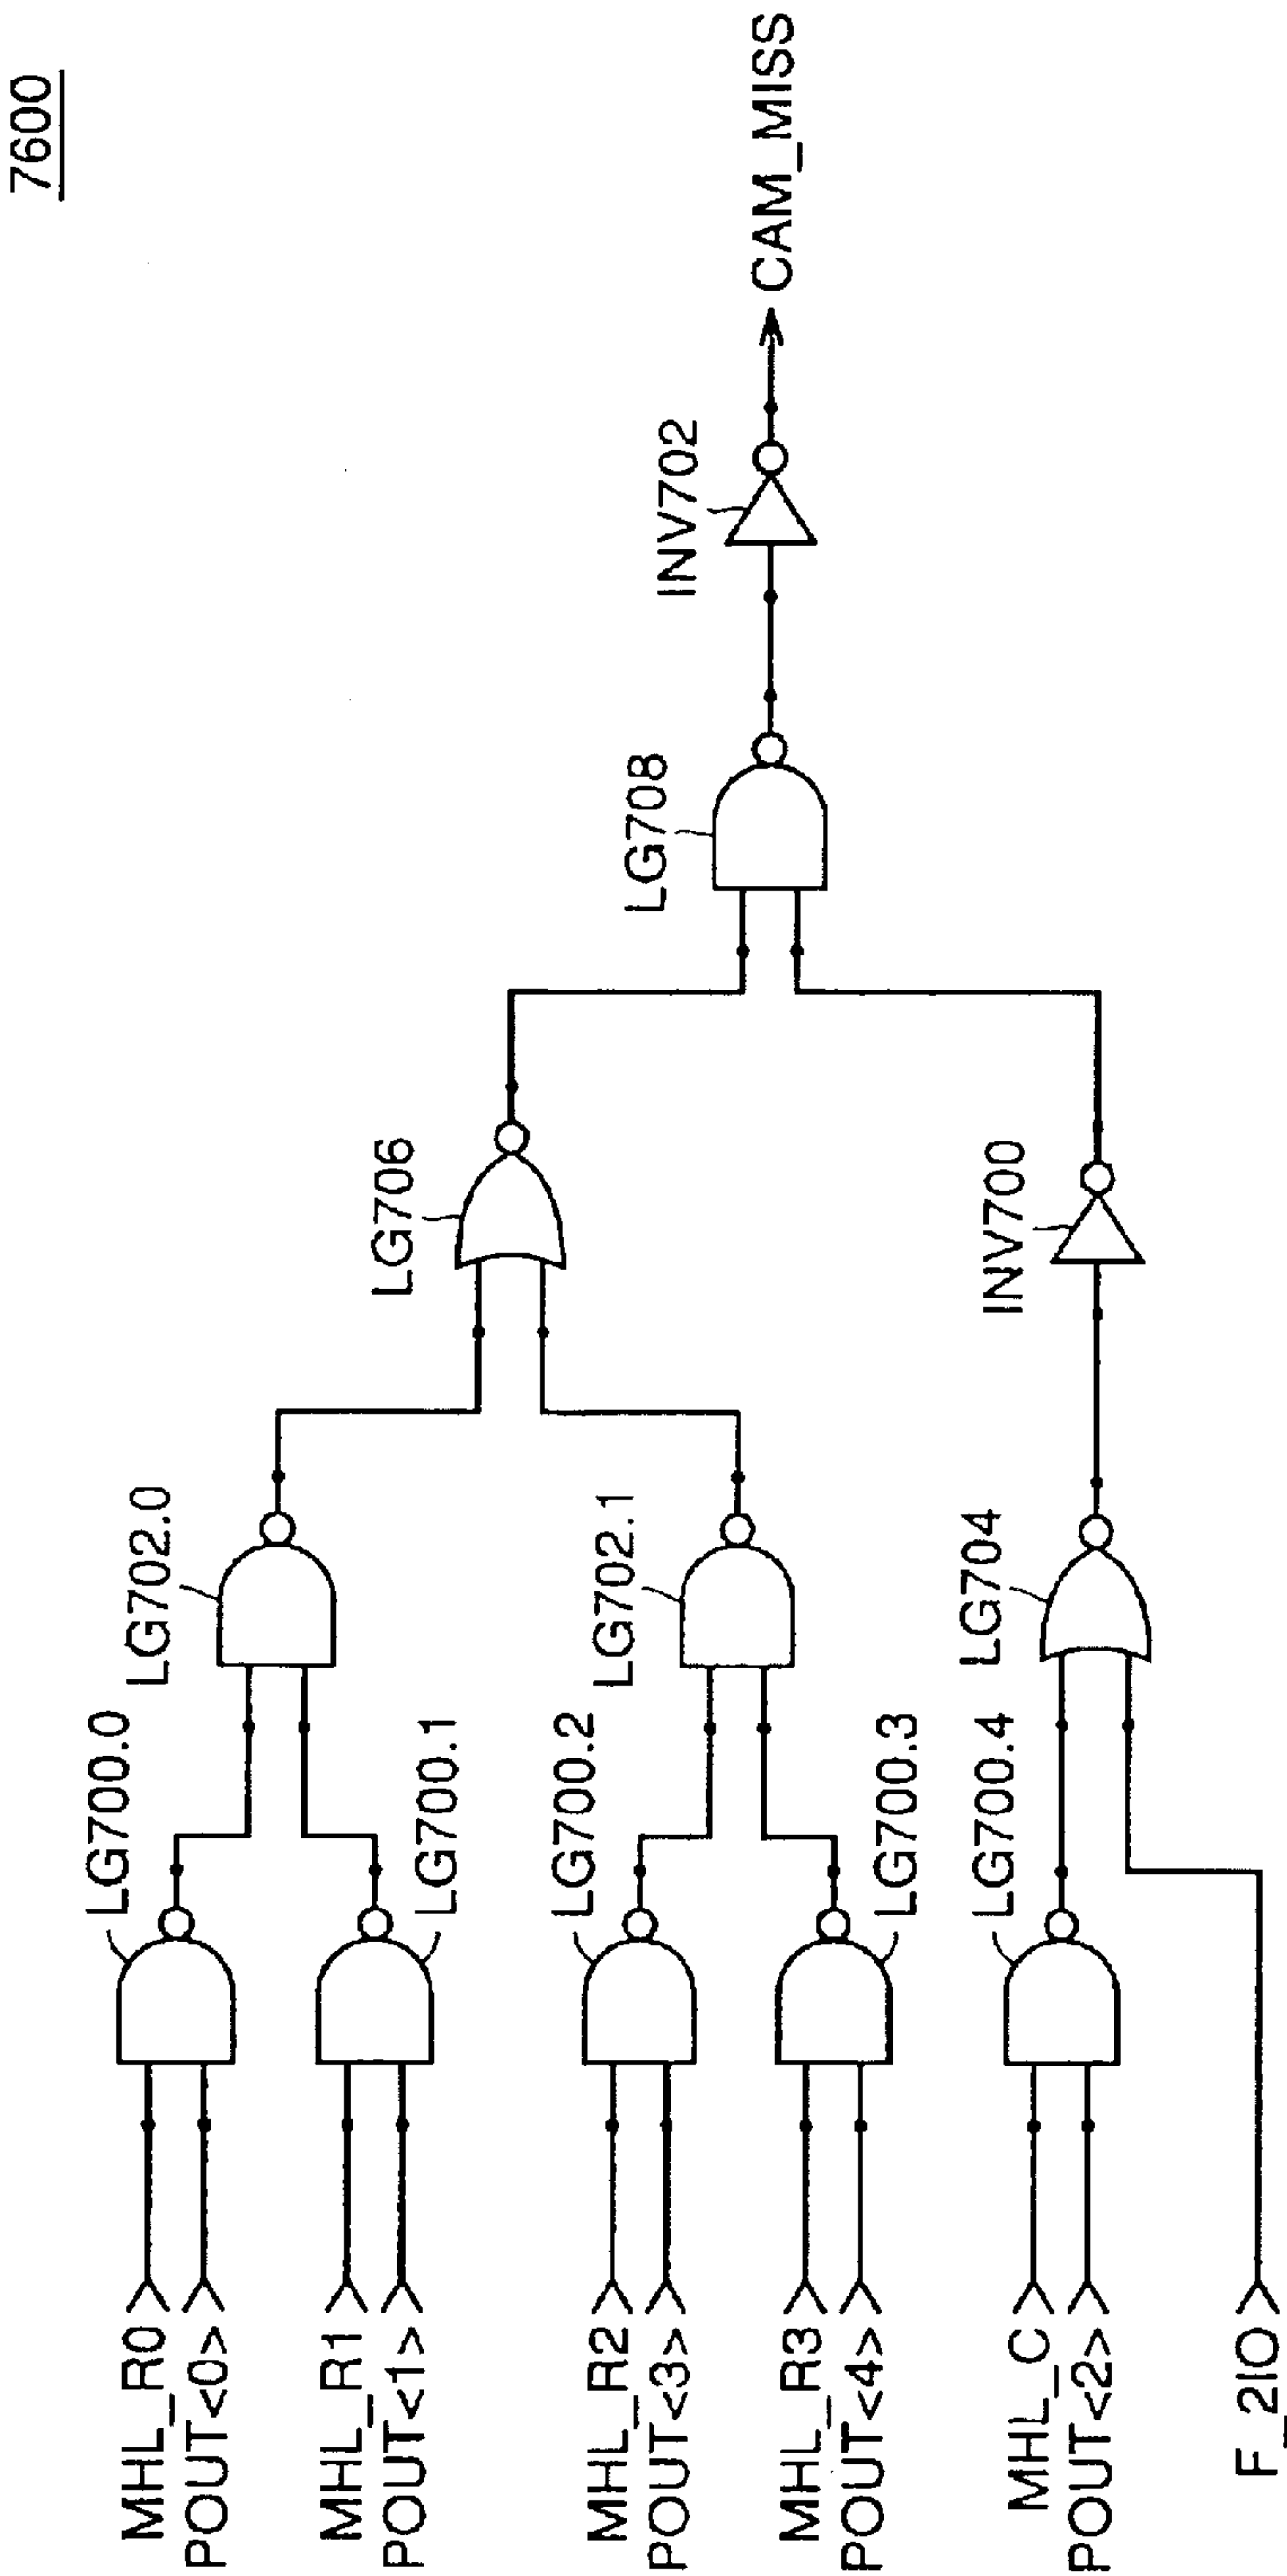 7600
MHL_R0
POUT<0>
MHL_R1
POUT<1>
MHL_R2
POUT<3>
MHL_R3
POUT<4>
MHL_C
POUT<2>
F_2IO
LG700.0
LG700.1
LG700.2
LG700.3
LG700.4
LG702.0
LG702.1
LG704
LG706
INV700
LG708
INV702
CAM_MISS